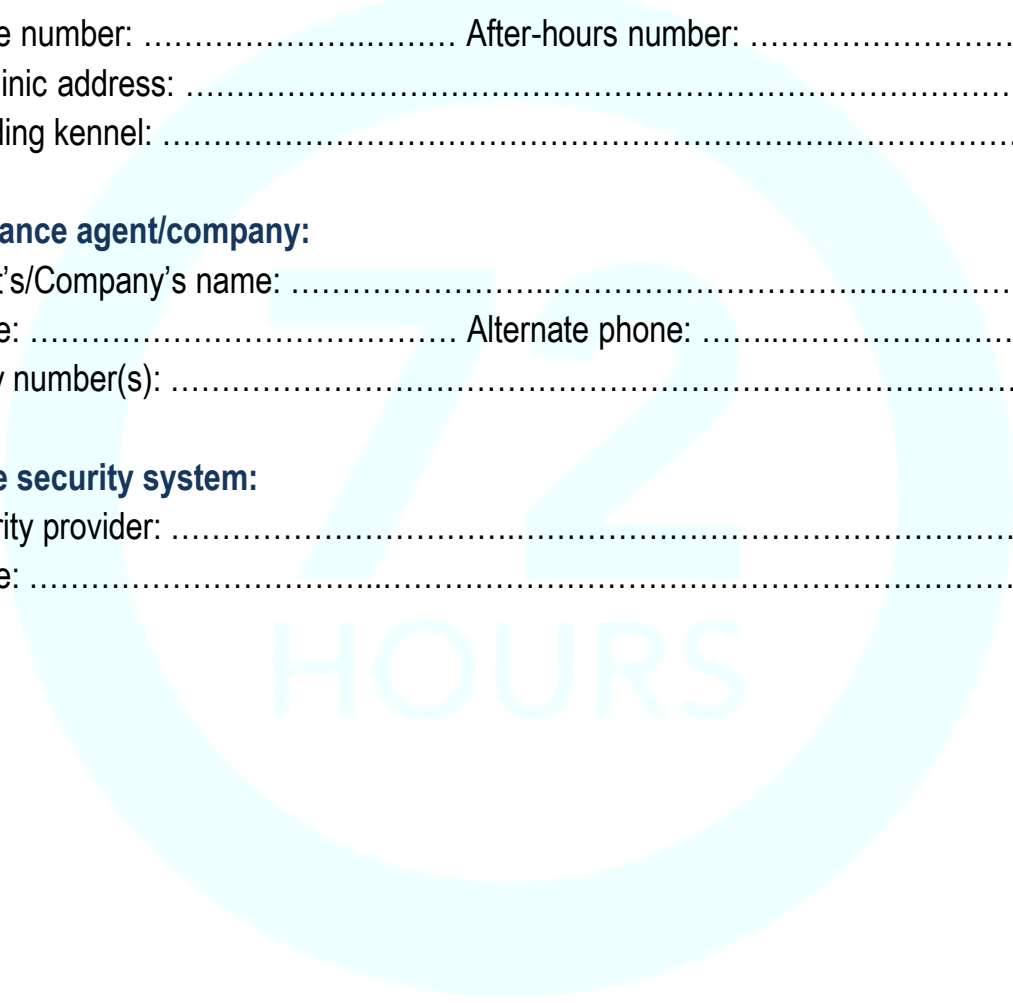 e number: ……………………..……… After-hours number: …………………………
inic address: ………………………………………………………………………………
ling kennel: …………………………………………………………………………………
ance agent/company:
t’s/Company’s name: ……………………...………………………………………………
e: …………………………………… Alternate phone: ……..……………………………
y number(s): …………………………………………………………………………………
e security system:
rity provider: ……………………………..…………………………………………………
e: ……………………………..………………………………………………………………
72
HOURS